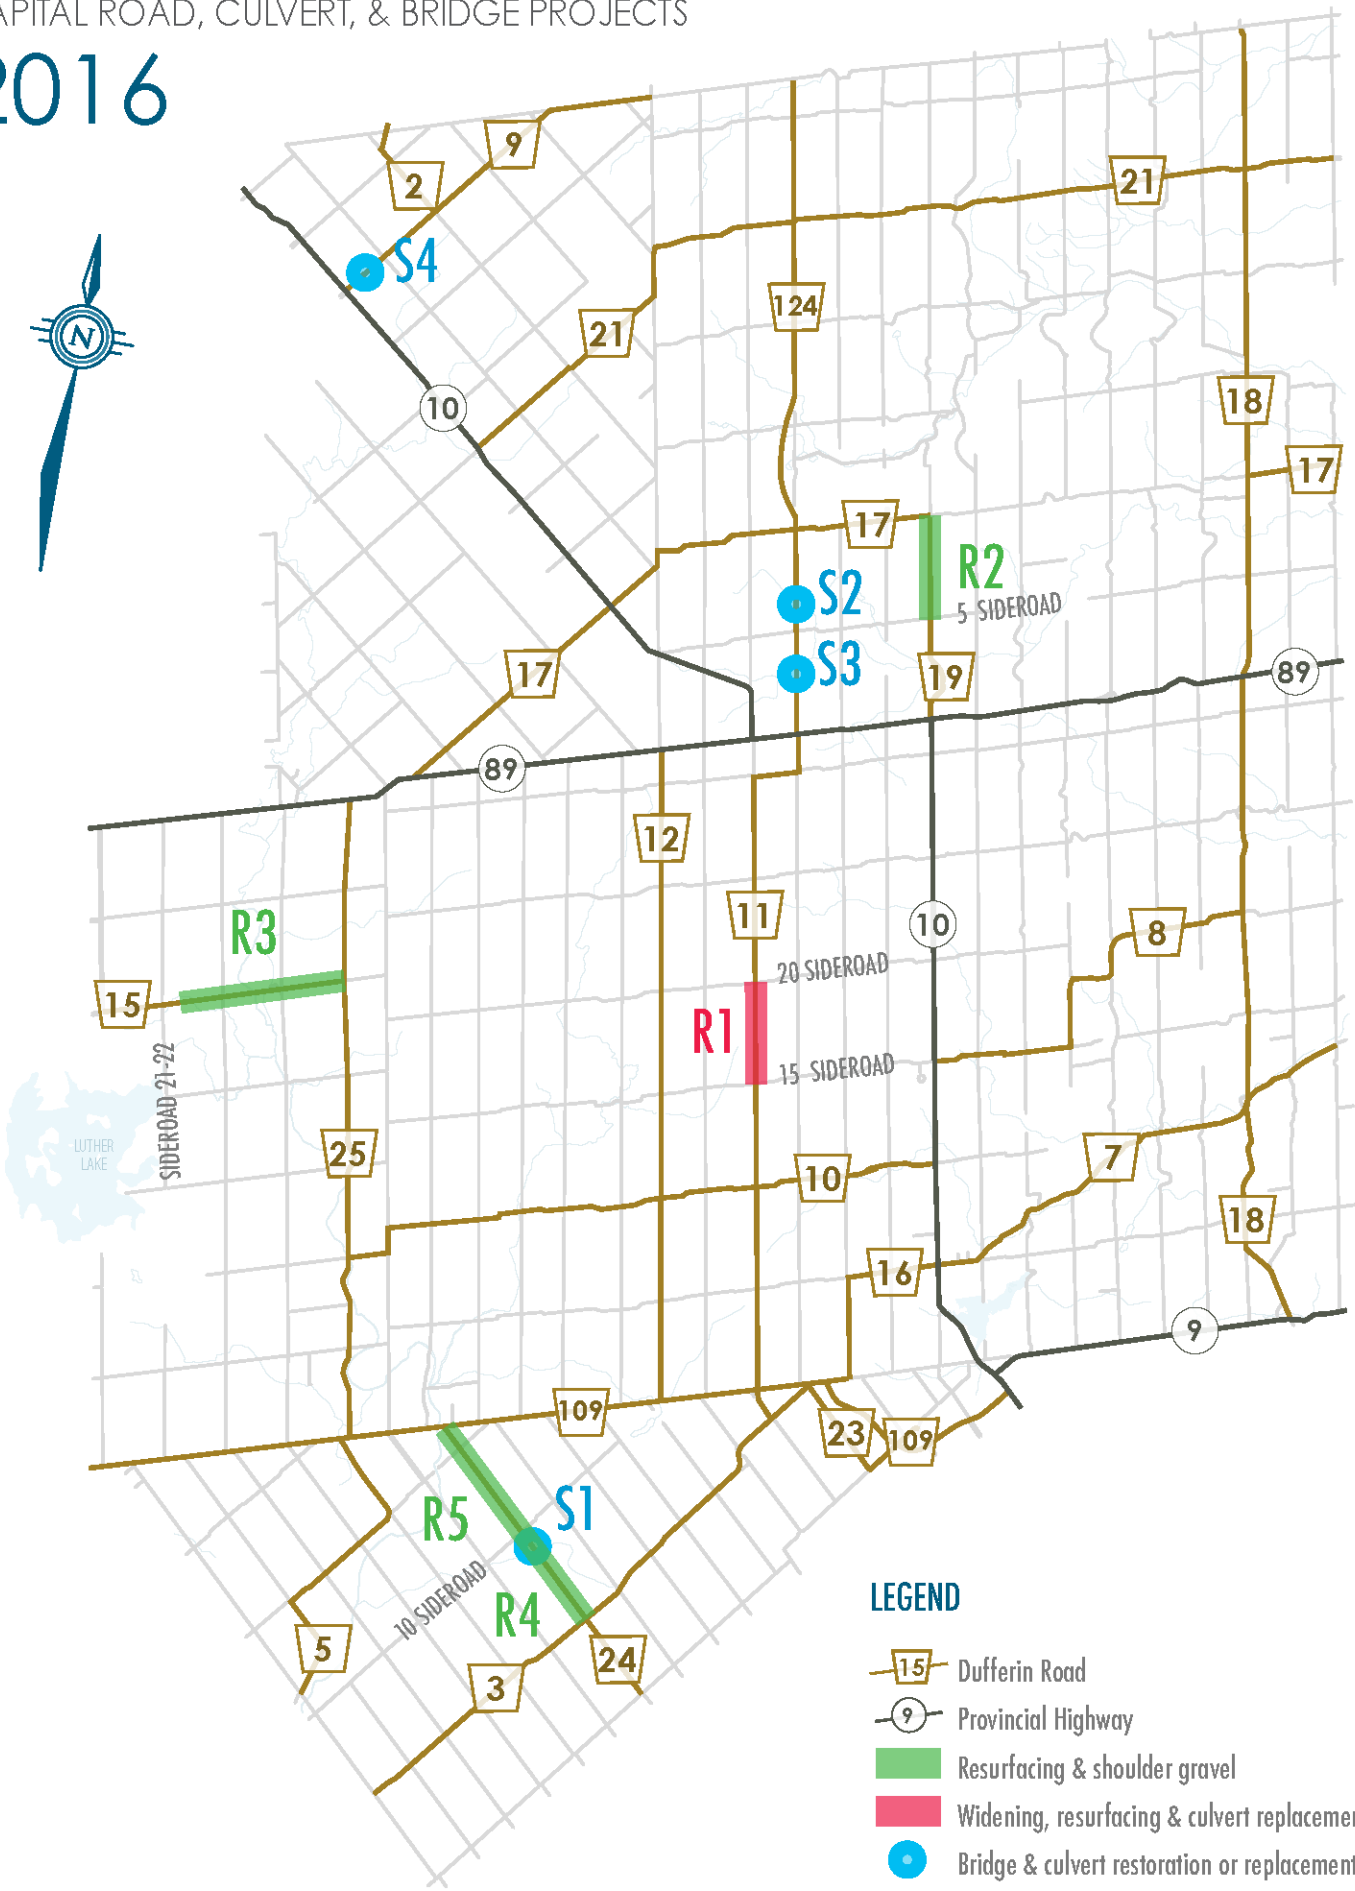 APITAL ROAD, CULVERT, & BRIDGE PROJECTS
2016
9
2
21
S4
N
124
21
10
18
17
17
R2
S2
5 SIDEROAD
S3
17
19
89
89
12
11
10
R3
8
20 SIDEROAD
15
R1
15 SIDEROAD
SIDEROAD 21-22
LUTHER
LAKE
25
7
10
18
16
9
109
23
109
R5
S1
10 SIDEROAD
R4
5
24
3
LEGEND
15 Dufferin Road
9 Provincial Highway
Resurfacing & shoulder gravel
Widening, resurfacing & culvert replaceme
Bridge & culvert restoration or replacement